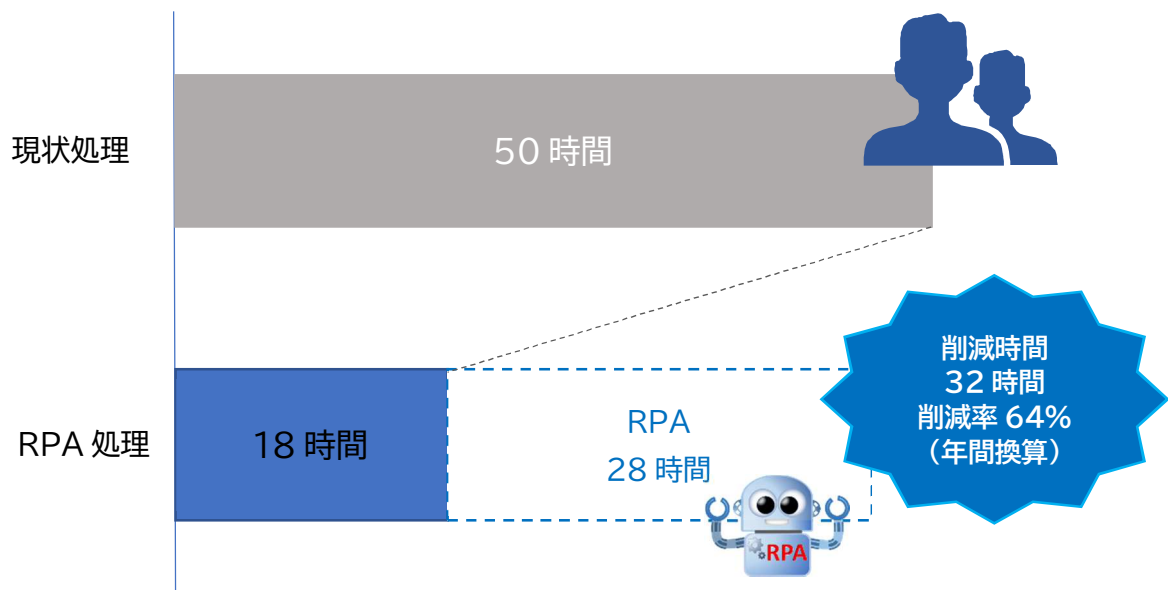 現状処理
50 時間
削減時間
32 時間
削減率 64%
（年間換算）
RPA 処理
18 時間
RPA
28 時間
RPA